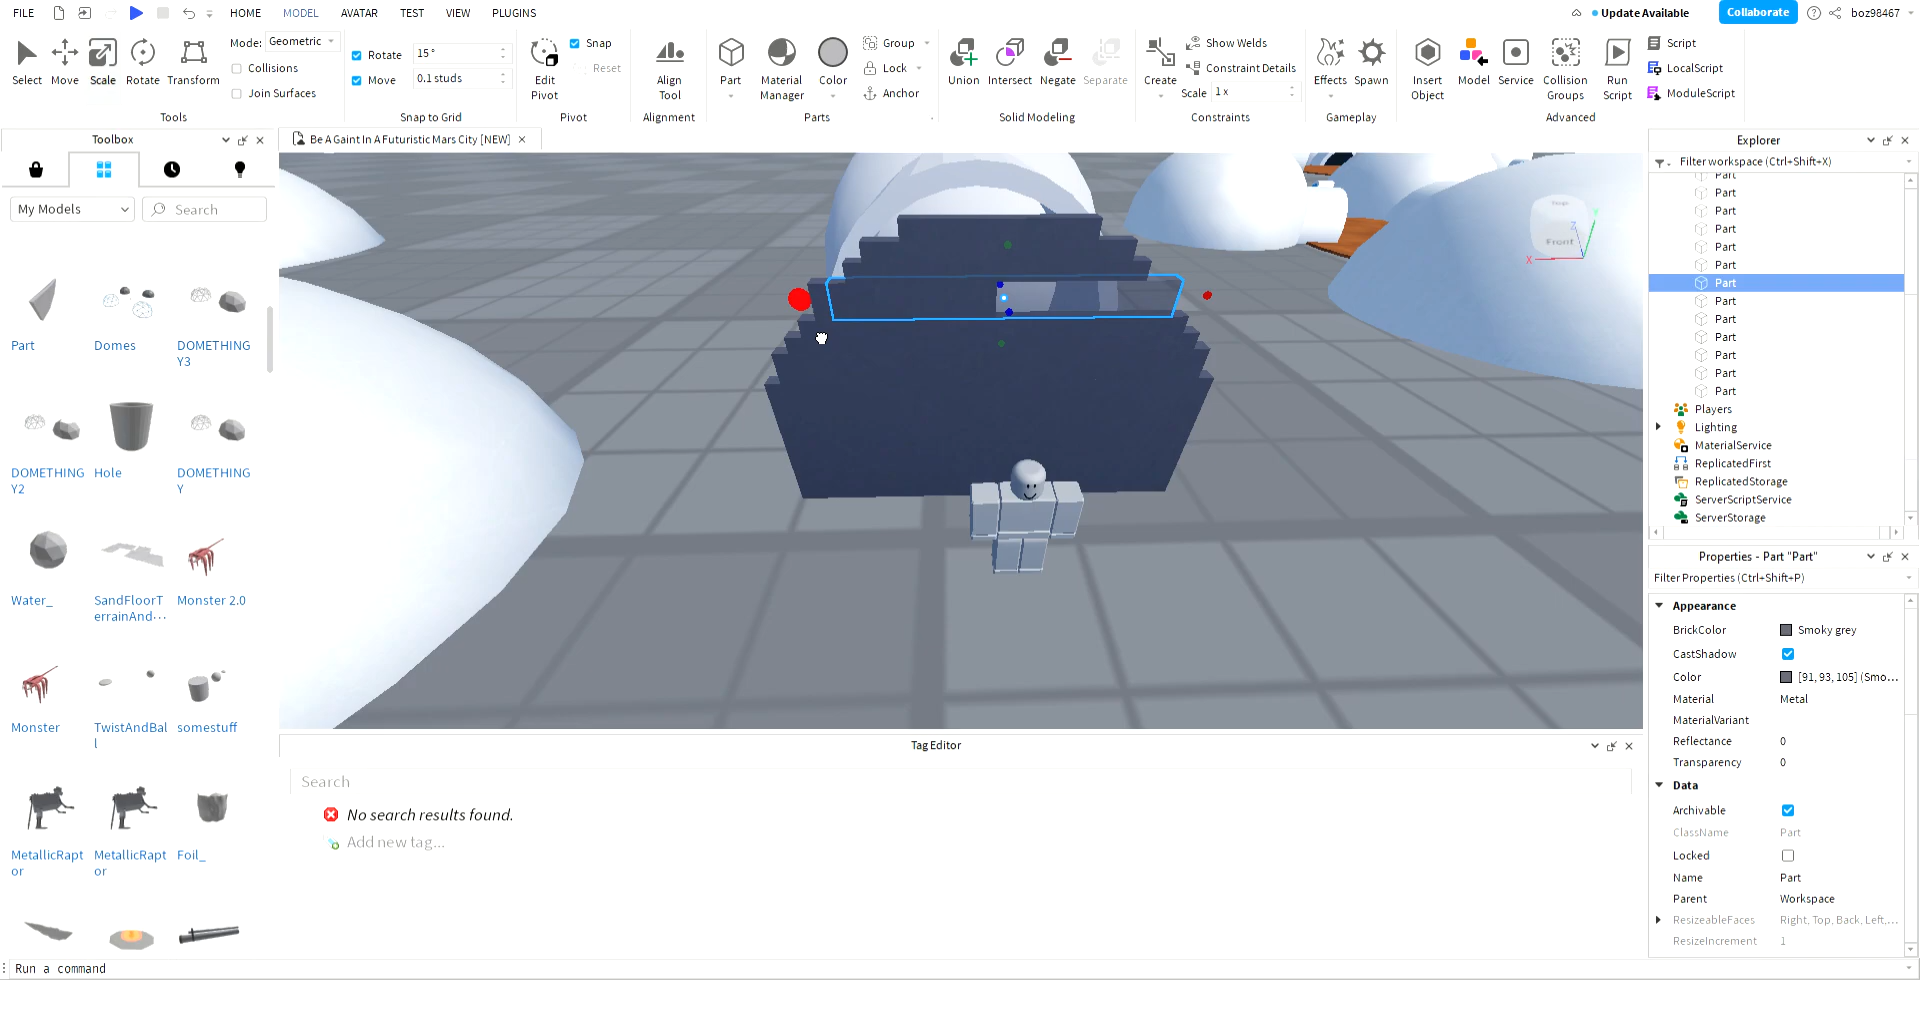 FILE HOME MODEL AVATAR TEST VIEW PLUGINS Update Available Collaborate boz98467
Select Move Scale Rotate Transform
Mode: Geometric
Collisions
Join Surfaces
Tools
Rotate 15°
Move 0.1 studs
Snap to Grid
Edit Pivot
Snap
Reset
Pivot
Align Tool
Alignment
Part Material Manager Color
Group
Lock
Anchor
Parts
Union Intersect Negate Separate
Solid Modeling
Create
Show Welds
Constraint Details
Scale 1 x
Constraints
Effects Spawn
Gameplay
Insert Object Model Service Collision Groups Run Script
Script
LocalScript
ModuleScript
Advanced
Toolbox
My Models Search
Part Domes DOMETHING
Y3
DOMETHING Hole DOMETHING
Y2 Y
Water_ SandFloorT Monster 2.0
errainAnd...
Monster TwistAndBal somestuff
l
MetallicRapt MetallicRapt Foil_
or or
Be A Gaint In A Futuristic Mars City [NEW]
Front
X
Y
Z
Tag Editor
Search
No search results found.
Add new tag...
Explorer
Filter workspace (Ctrl+Shift+X)
Part
Part
Part
Part
Part
Part
Part
Part
Part
Part
Part
Part
Part
Players
Lighting
MaterialService
ReplicatedFirst
ReplicatedStorage
ServerScriptService
ServerStorage
Properties - Part "Part"
Filter Properties (Ctrl+Shift+P)
Appearance
BrickColor Smoky grey
CastShadow
Color [91, 93, 105] (Smo...
Material Metal
MaterialVariant
Reflectance 0
Transparency 0
Data
Archivable
ClassName Part
Locked
Name Part
Parent Workspace
ResizeableFaces Right, Top, Back, Left,...
ResizeIncrement 1
Run a command